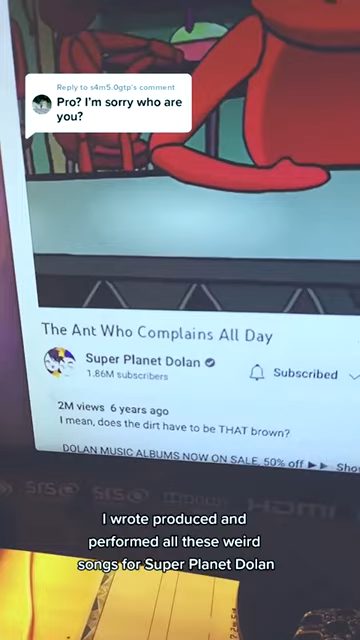 Reply to s4m5.0gtp's comment
Pro? I'm sorry who are
you?
The Ant Who Complains All Day
Super Planet Dolan
1.86M subscribers
Subscribed
2M views 6 years ago
I mean, does the dirt have to be THAT brown?
DOLAN MUSIC ALBUMS NOW ON SALE, 50% off ►► Sho
HDMI
I wrote produced and
performed all these weird
songs for Super Planet Dolan